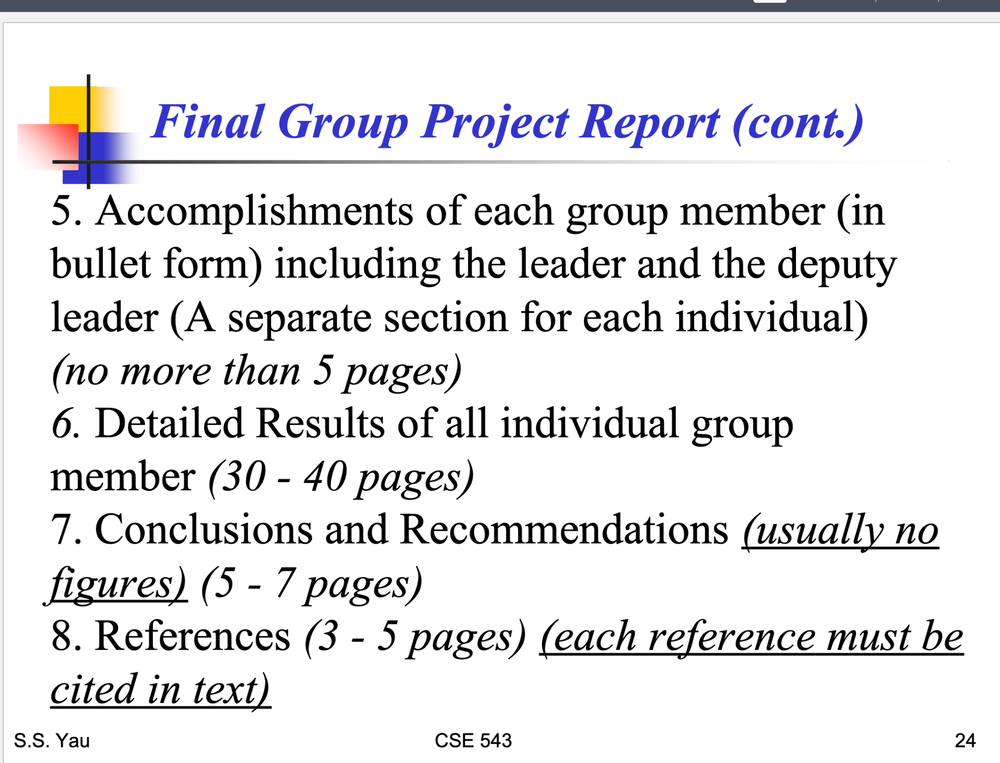 Final Group Project Report (cont.)
5. Accomplishments of each group member (in
bullet form) including the leader and the deputy
leader (A separate section for each individual)
(no more than 5 pages)
6. Detailed Results of all individual group
member (30 - 40 pages)
7. Conclusions and Recommendations (usually no
figures) (5 - 7 pages)
8. References (3 - 5 pages) (each reference must be
cited in text)
S.S. Yau
CSE 543
24